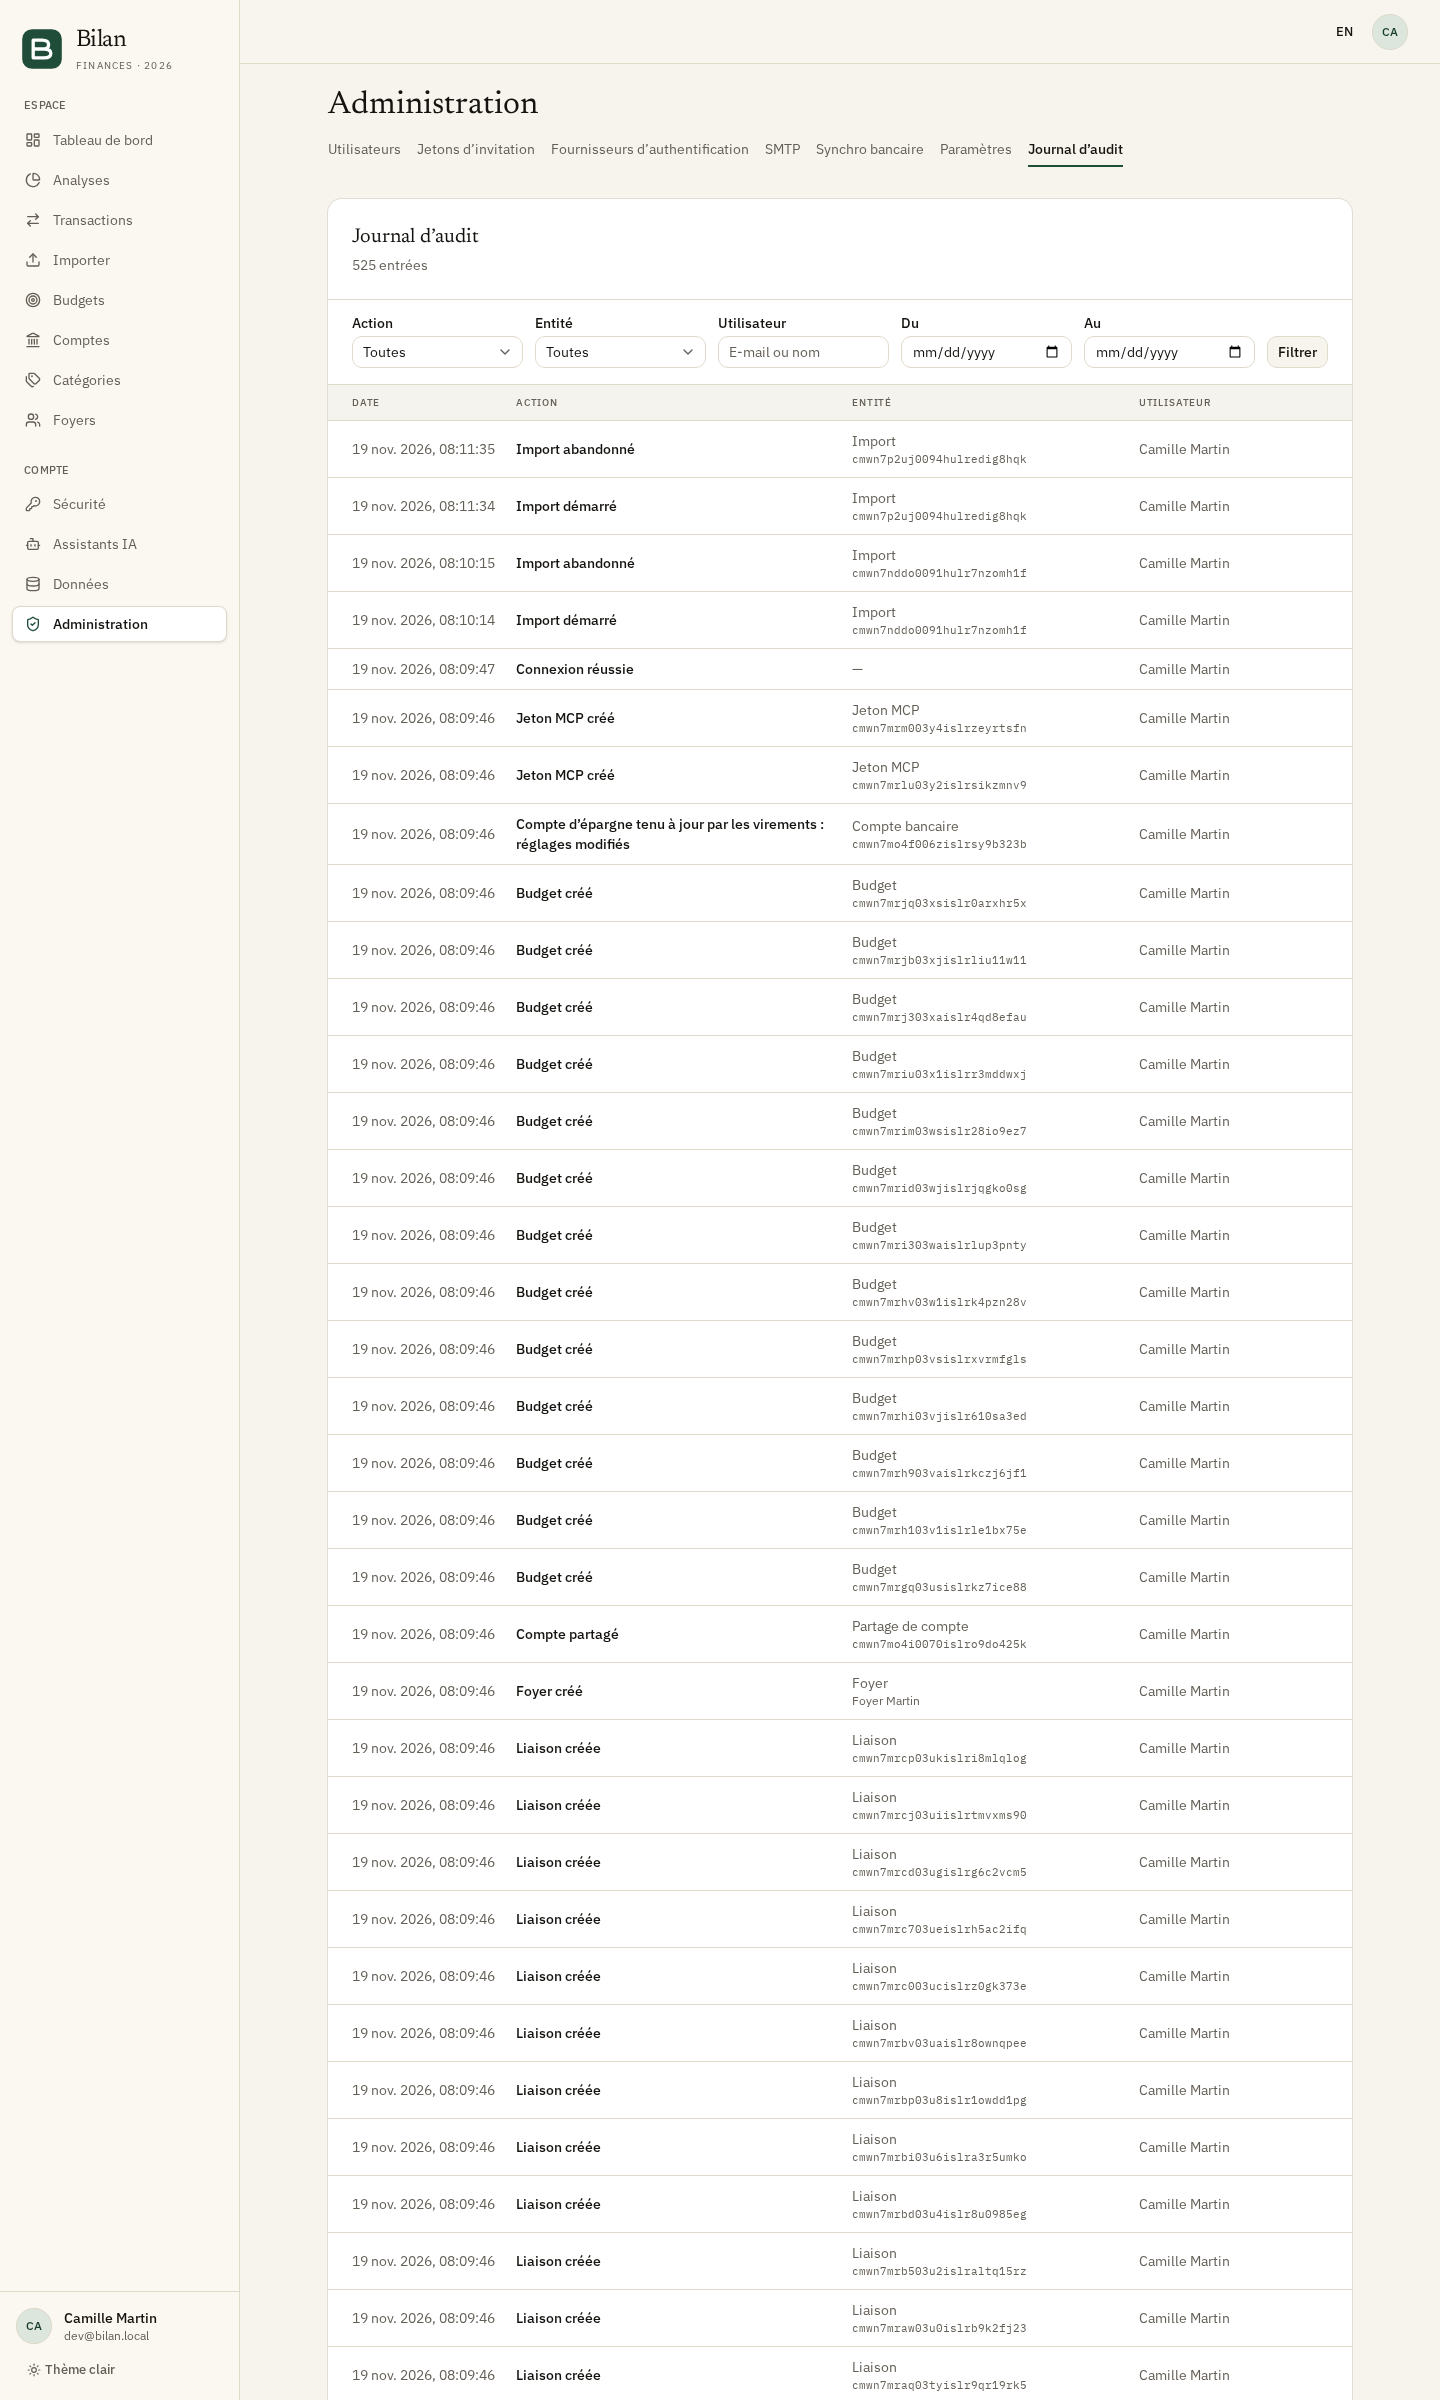 Bilan
FINANCES · 2026
ESPACE
Tableau de bord
Analyses
Transactions
Importer
Budgets
Comptes
Catégories
Foyers
COMPTE
Sécurité
Assistants IA
Données
Administration
Camille Martin
CA
dev@bilan.local
Thème clair
EN
CA
Administration
Utilisateurs Jetons d’invitation Fournisseurs d’authentification SMTP Synchro bancaire Paramètres Journal d’audit
Journal d’audit
525 entrées
Action Entité Utilisateur Du Au
Toutes Toutes E-mail ou nom mm/dd/yyyy mm/dd/yyyy Filtrer
DATE ACTION ENTITÉ UTILISATEUR
19 nov. 2026, 08:11:35 Import abandonné Import Camille Martin
cmwn7p2uj0094hulredig8hqk
19 nov. 2026, 08:11:34 Import démarré Import Camille Martin
cmwn7p2uj0094hulredig8hqk
19 nov. 2026, 08:10:15 Import abandonné Import Camille Martin
cmwn7nddo0091hulr7nzomh1f
19 nov. 2026, 08:10:14 Import démarré Import Camille Martin
cmwn7nddo0091hulr7nzomh1f
19 nov. 2026, 08:09:47 Connexion réussie — Camille Martin
19 nov. 2026, 08:09:46 Jeton MCP créé Jeton MCP Camille Martin
cmwn7mrm003y4islrzeyrtsfn
19 nov. 2026, 08:09:46 Jeton MCP créé Jeton MCP Camille Martin
cmwn7mrlu03y2islrsikzmnv9
19 nov. 2026, 08:09:46 Compte d’épargne tenu à jour par les virements : Compte bancaire Camille Martin
réglages modifiés cmwn7mo4f006zislrsy9b323b
19 nov. 2026, 08:09:46 Budget créé Budget Camille Martin
cmwn7mrjq03xsislr0arxhr5x
19 nov. 2026, 08:09:46 Budget créé Budget Camille Martin
cmwn7mrjb03xjislrliu11w11
19 nov. 2026, 08:09:46 Budget créé Budget Camille Martin
cmwn7mrj303xaislr4qd8efau
19 nov. 2026, 08:09:46 Budget créé Budget Camille Martin
cmwn7mriu03x1islrr3mddwxj
19 nov. 2026, 08:09:46 Budget créé Budget Camille Martin
cmwn7mrim03wsislr28io9ez7
19 nov. 2026, 08:09:46 Budget créé Budget Camille Martin
cmwn7mrid03wjislrjqgko0sg
19 nov. 2026, 08:09:46 Budget créé Budget Camille Martin
cmwn7mri303waislrlup3pnty
19 nov. 2026, 08:09:46 Budget créé Budget Camille Martin
cmwn7mrhv03w1islrk4pzn28v
19 nov. 2026, 08:09:46 Budget créé Budget Camille Martin
cmwn7mrhp03vsislrxvrmfgls
19 nov. 2026, 08:09:46 Budget créé Budget Camille Martin
cmwn7mrhi03vjislr610sa3ed
19 nov. 2026, 08:09:46 Budget créé Budget Camille Martin
cmwn7mrh903vaislrkczj6jf1
19 nov. 2026, 08:09:46 Budget créé Budget Camille Martin
cmwn7mrh103v1islrle1bx75e
19 nov. 2026, 08:09:46 Budget créé Budget Camille Martin
cmwn7mrgq03usislrkz7ice88
19 nov. 2026, 08:09:46 Compte partagé Partage de compte Camille Martin
cmwn7mo4i0070islro9do425k
19 nov. 2026, 08:09:46 Foyer créé Foyer Camille Martin
Foyer Martin
19 nov. 2026, 08:09:46 Liaison créée Liaison Camille Martin
cmwn7mrcp03ukislri8mlqlog
19 nov. 2026, 08:09:46 Liaison créée Liaison Camille Martin
cmwn7mrcj03uiislrtmvxms90
19 nov. 2026, 08:09:46 Liaison créée Liaison Camille Martin
cmwn7mrcd03ugislrg6c2vcm5
19 nov. 2026, 08:09:46 Liaison créée Liaison Camille Martin
cmwn7mrc703ueislrh5ac2ifq
19 nov. 2026, 08:09:46 Liaison créée Liaison Camille Martin
cmwn7mrc003ucislrz0gk373e
19 nov. 2026, 08:09:46 Liaison créée Liaison Camille Martin
cmwn7mrbv03uaislr8ownqpee
19 nov. 2026, 08:09:46 Liaison créée Liaison Camille Martin
cmwn7mrbp03u8islr1owdd1pg
19 nov. 2026, 08:09:46 Liaison créée Liaison Camille Martin
cmwn7mrbi03u6islra3r5umko
19 nov. 2026, 08:09:46 Liaison créée Liaison Camille Martin
cmwn7mrbd03u4islr8u0985eg
19 nov. 2026, 08:09:46 Liaison créée Liaison Camille Martin
cmwn7mrb503u2islraltq15rz
19 nov. 2026, 08:09:46 Liaison créée Liaison Camille Martin
cmwn7mraw03u0islrb9k2fj23
19 nov. 2026, 08:09:46 Liaison créée Liaison Camille Martin
cmwn7mraq03tyislr9qr19rk5